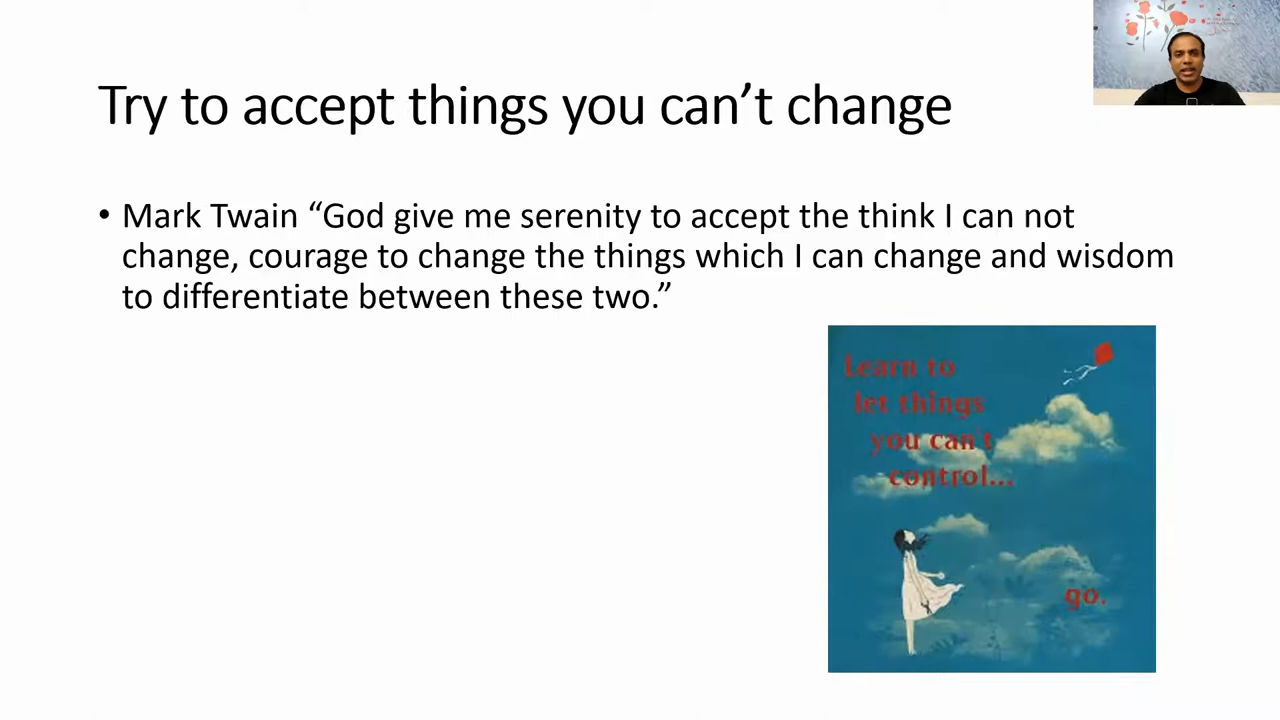 Try to accept things you can’t change
• Mark Twain “God give me serenity to accept the think I can not
change, courage to change the things which I can change and wisdom
to differentiate between these two.”
Learn to
let things
you can't
control...
go.